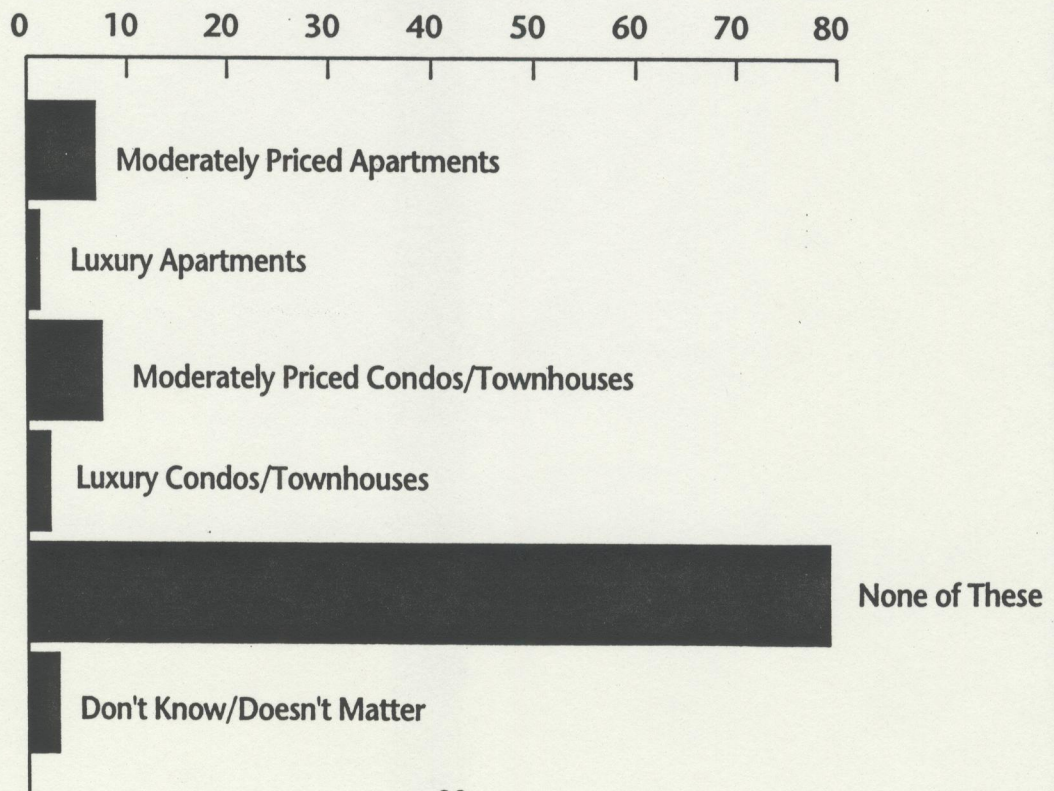 0 10 20 30 40 50 60 70 80
Moderately Priced Apartments
Luxury Apartments
Moderately Priced Condos/Townhouses
Luxury Condos/Townhouses
None of These
Don't Know/Doesn't Matter